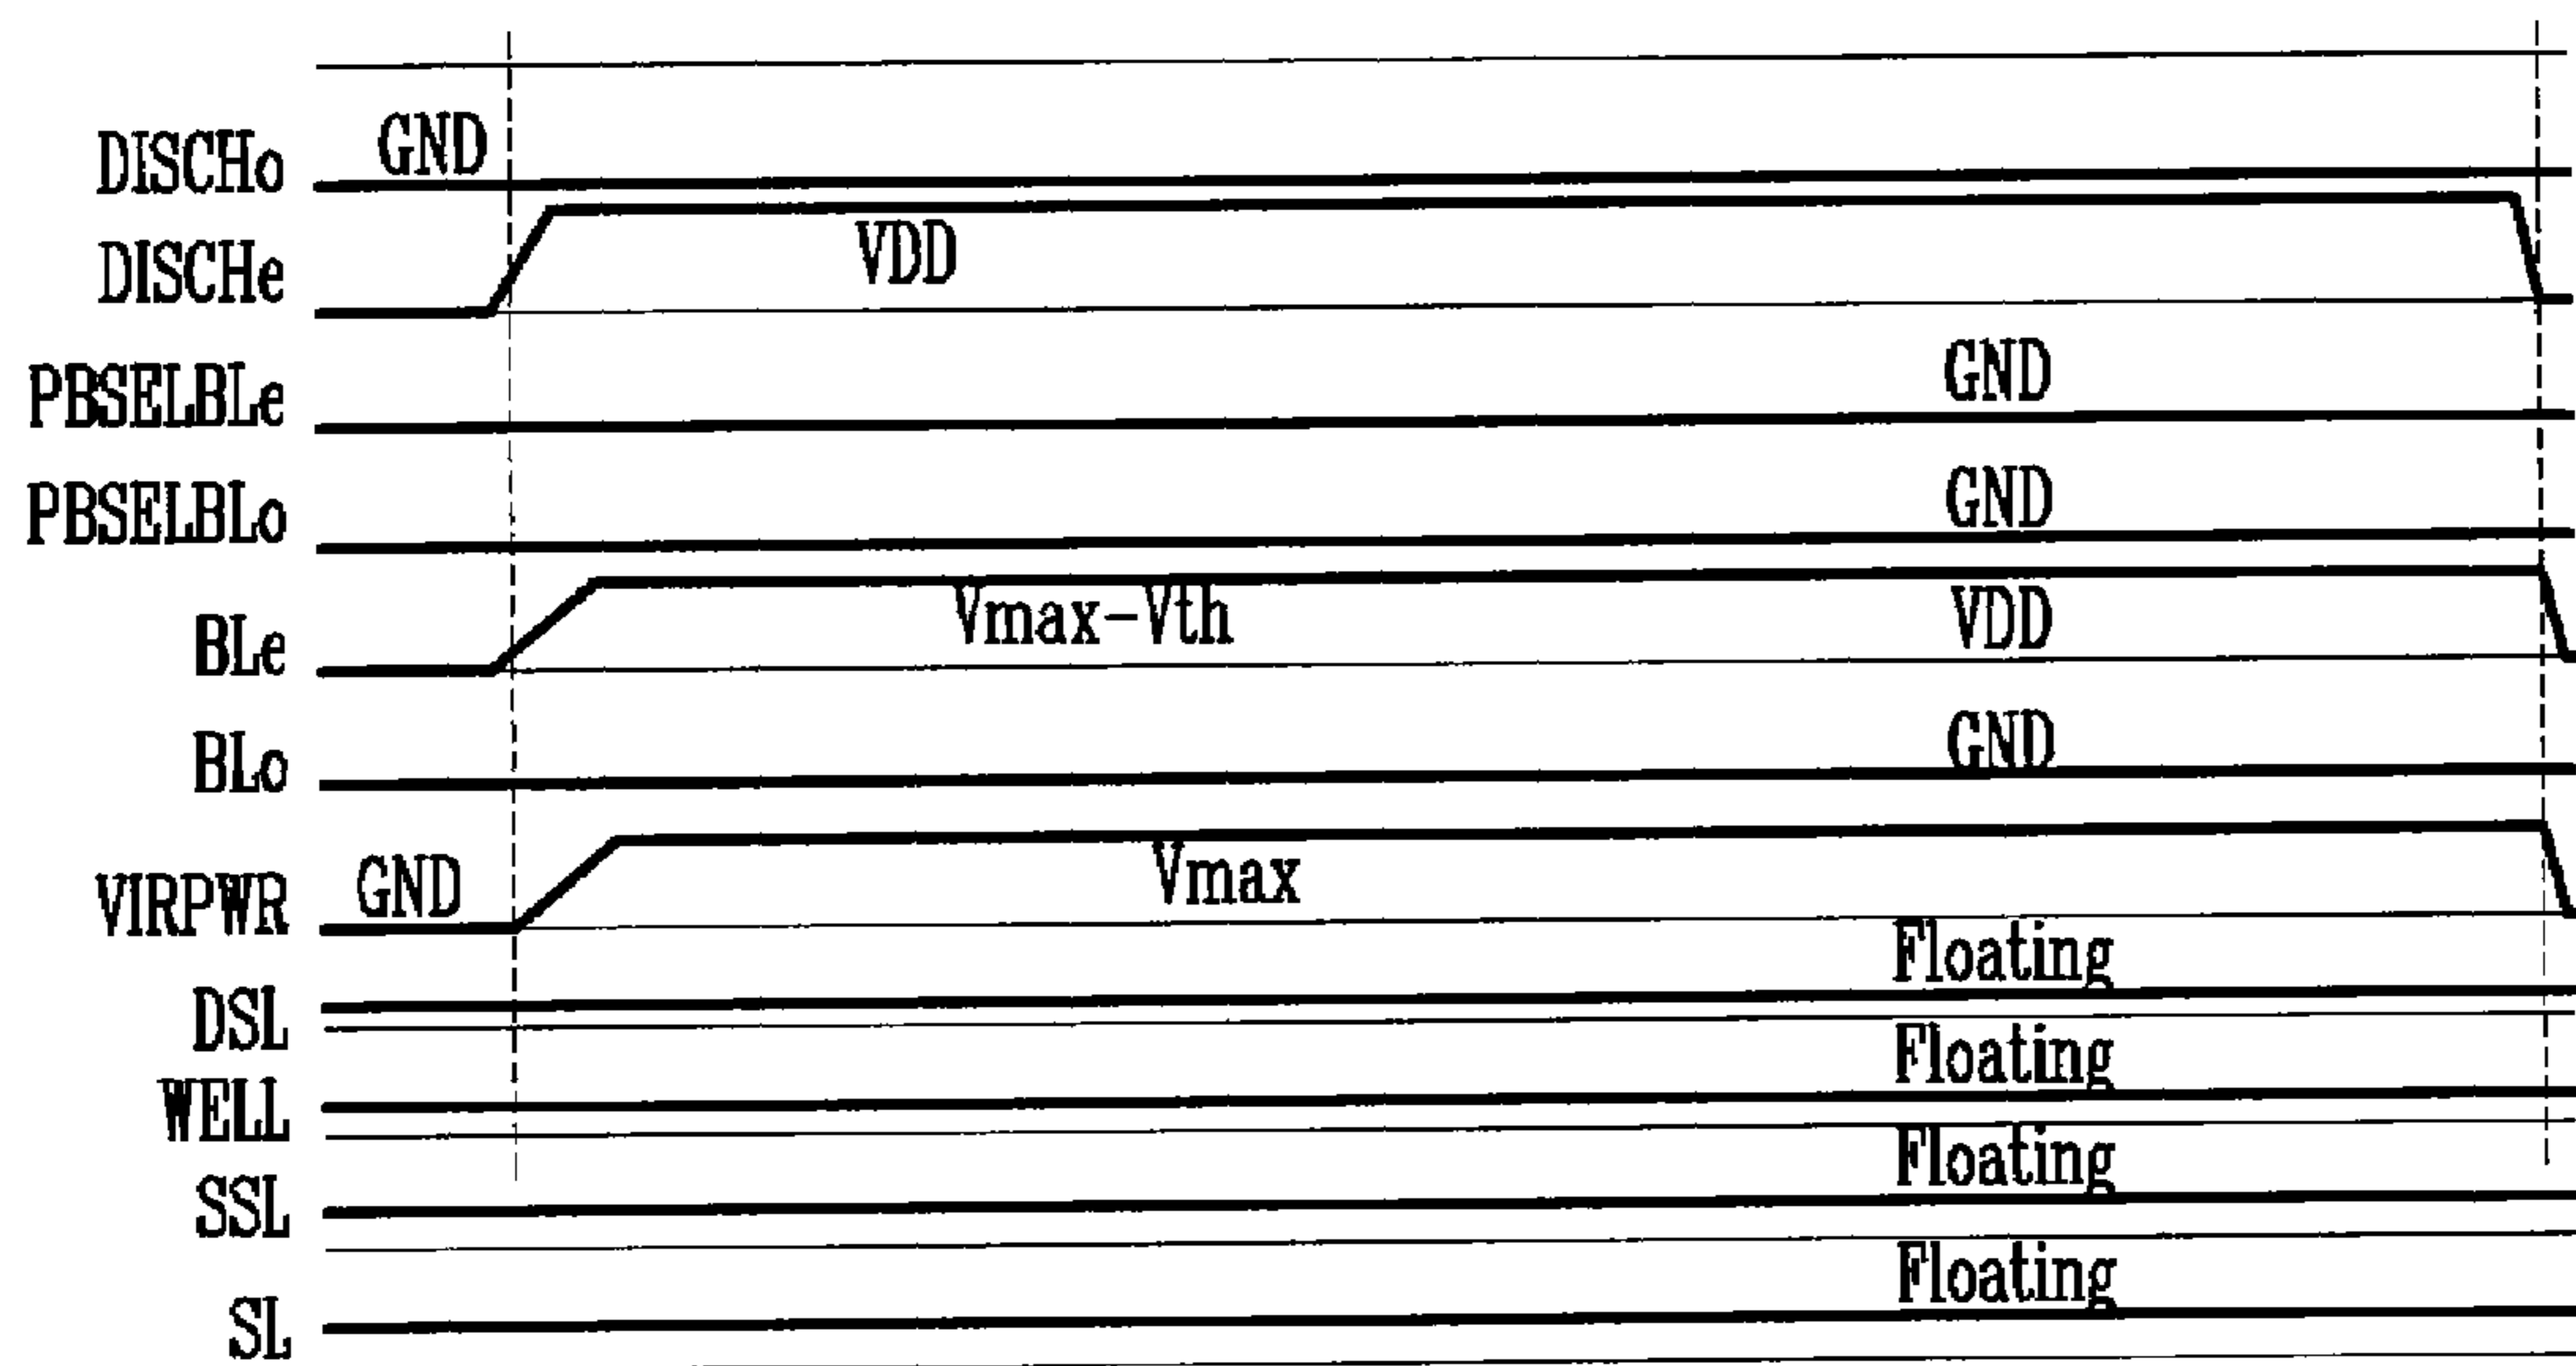 DISCHo GND
DISCHe VDD
PBSELBLe GND
PBSELBLo GND
BLe Vmax-Vth VDD
BLo GND
VIRPWR GND Vmax
DSL Floating
WELL Floating
SSL Floating
SL Floating